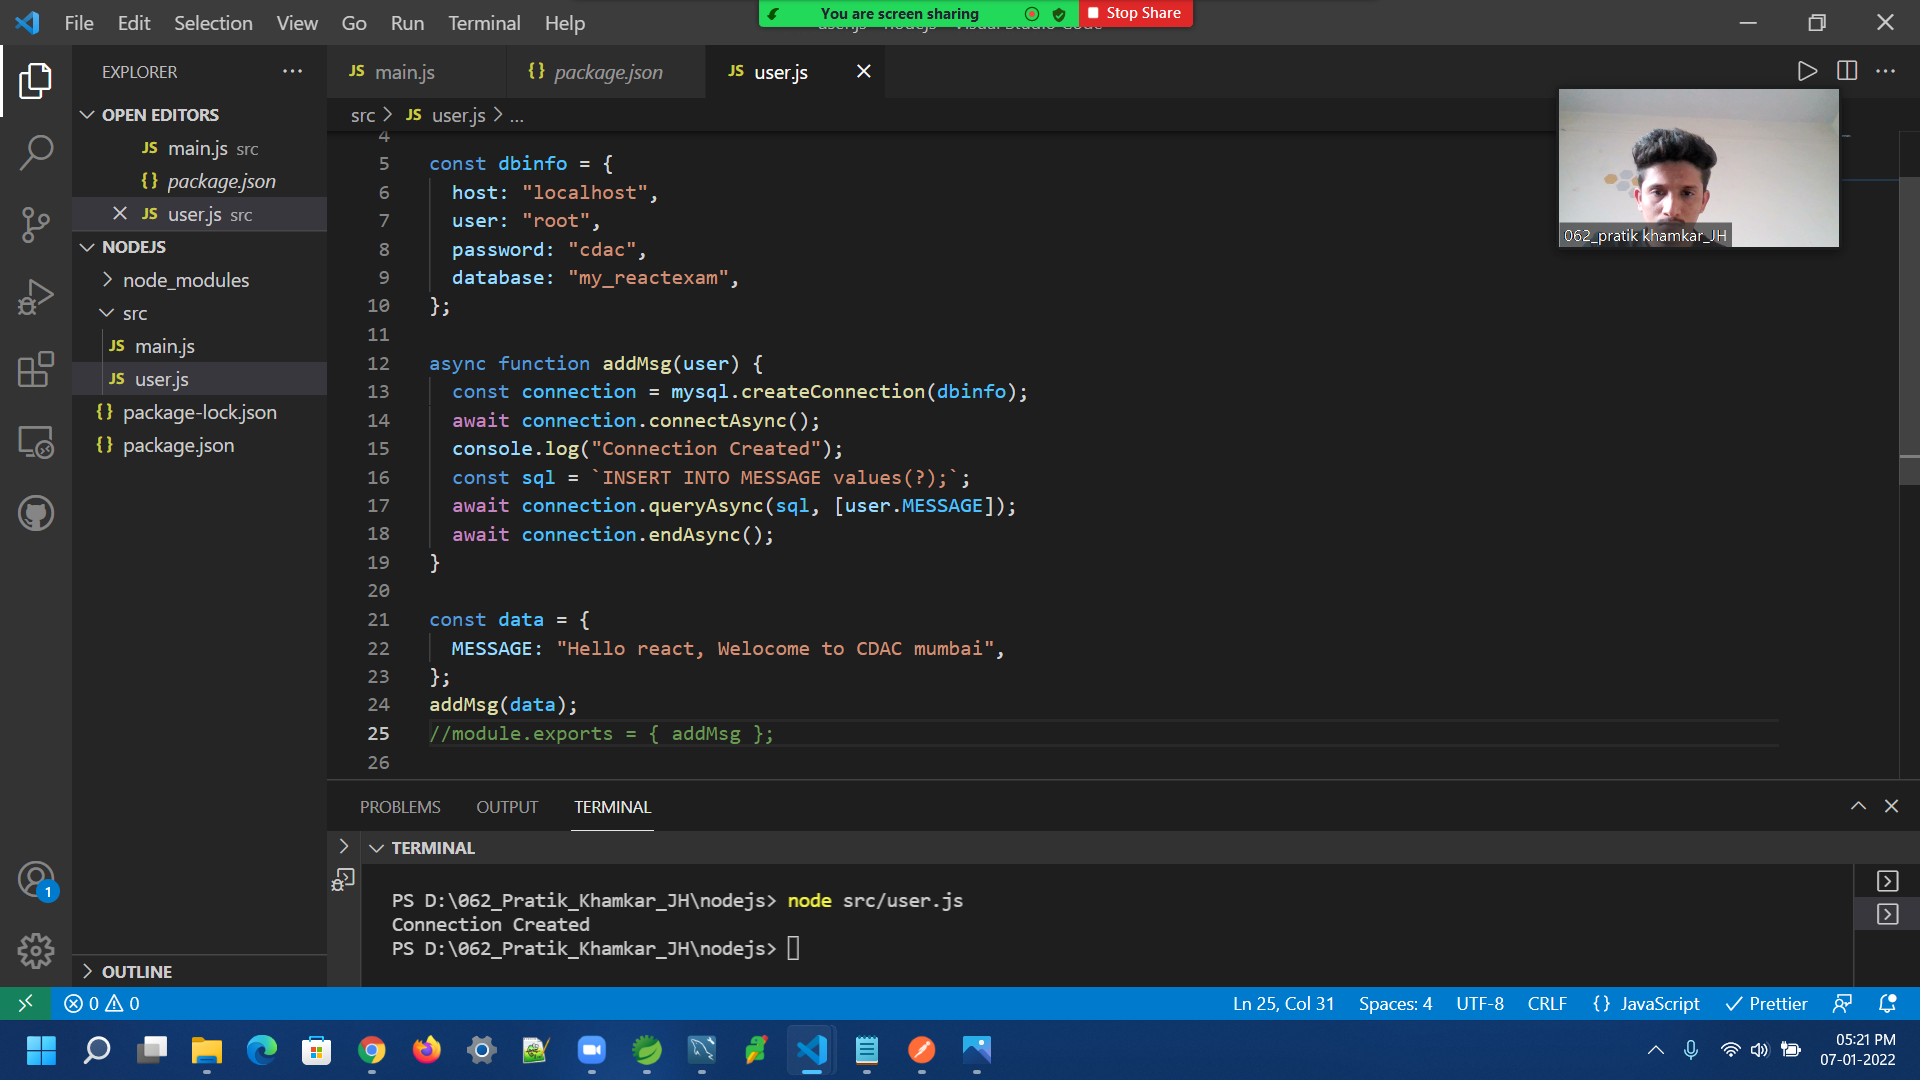 File Edit Selection View Go Run Terminal Help
You are screen sharing
Stop Share
EXPLORER
OPEN EDITORS
JS main.js src
{} package.json
JS user.js src
NODEJS
node_modules
src
JS main.js
JS user.js
{} package-lock.json
{} package.json
OUTLINE
JS main.js
{} package.json
JS user.js
src > JS user.js > ...
4
5 const dbinfo = {
6 host: "localhost",
7 user: "root",
8 password: "cdac",
9 database: "my_reactexam",
10 };
11
12 async function addMsg(user) {
13 const connection = mysql.createConnection(dbinfo);
14 await connection.connectAsync();
15 console.log("Connection Created");
16 const sql = `INSERT INTO MESSAGE values(?);`;
17 await connection.queryAsync(sql, [user.MESSAGE]);
18 await connection.endAsync();
19 }
20
21 const data = {
22 MESSAGE: "Hello react, Welocome to CDAC mumbai",
23 };
24 addMsg(data);
25 //module.exports = { addMsg };
26
062_pratik khamkar_JH
PROBLEMS OUTPUT TERMINAL
TERMINAL
PS D:\062_Pratik_Khamkar_JH\nodejs> node src/user.js
Connection Created
PS D:\062_Pratik_Khamkar_JH\nodejs>
1
0 0
Ln 25, Col 31 Spaces: 4 UTF-8 CRLF {} JavaScript Prettier
05:21 PM
07-01-2022